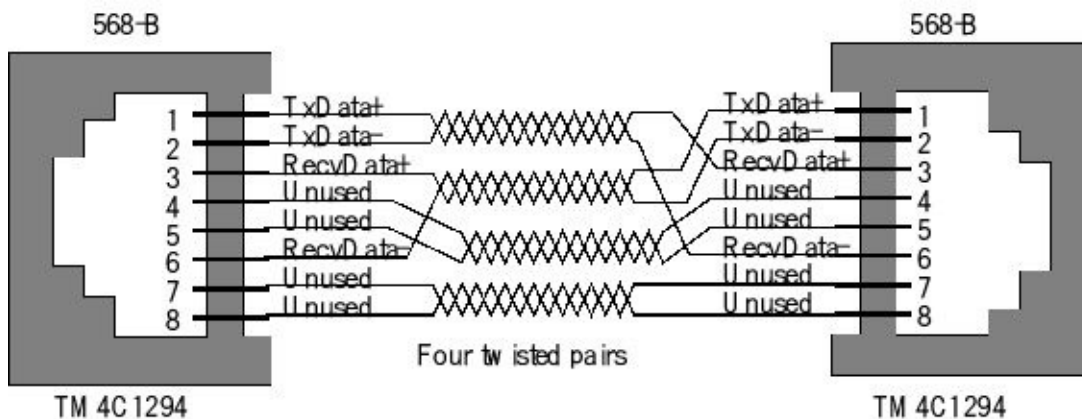 568-B
568-B
1 TxData+
2 TxData-
3 RecvData+
4 Unused
5 Unused
6 RecvData-
7 Unused
8 Unused
TxData+ 1
TxData- 2
RecvData+ 3
Unused 4
Unused 5
RecvData- 6
Unused 7
Unused 8
Four twisted pairs
TM4C1294
TM4C1294